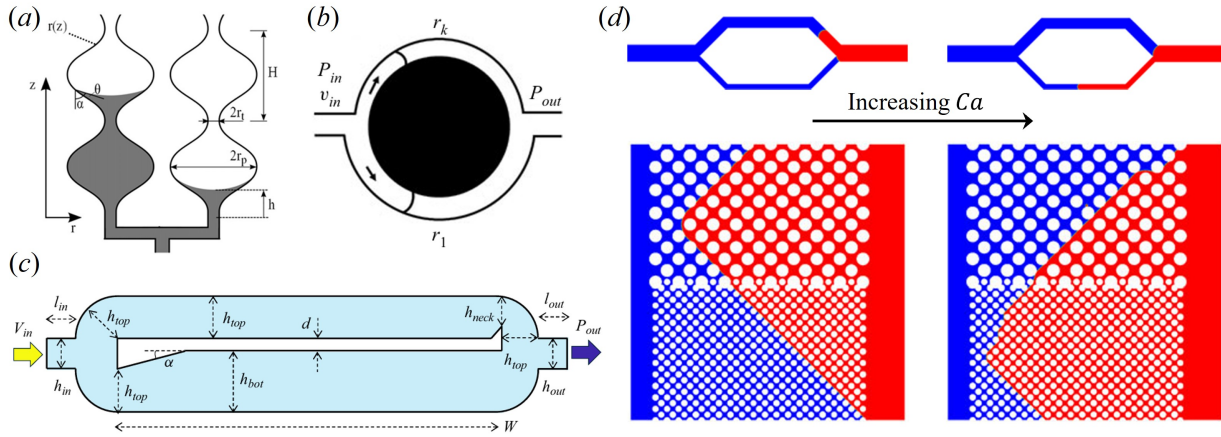 (a)
r(z)
z
θ
α
H
2r_t
2r_p
h
r
(b)
r_k
P_in
v_in
P_out
r_1
(c)
l_in
V_in
h_in
h_top
h_top
h_top
α
h_bot
d
h_neck
h_top
l_out
P_out
h_out
W
(d)
Increasing Ca